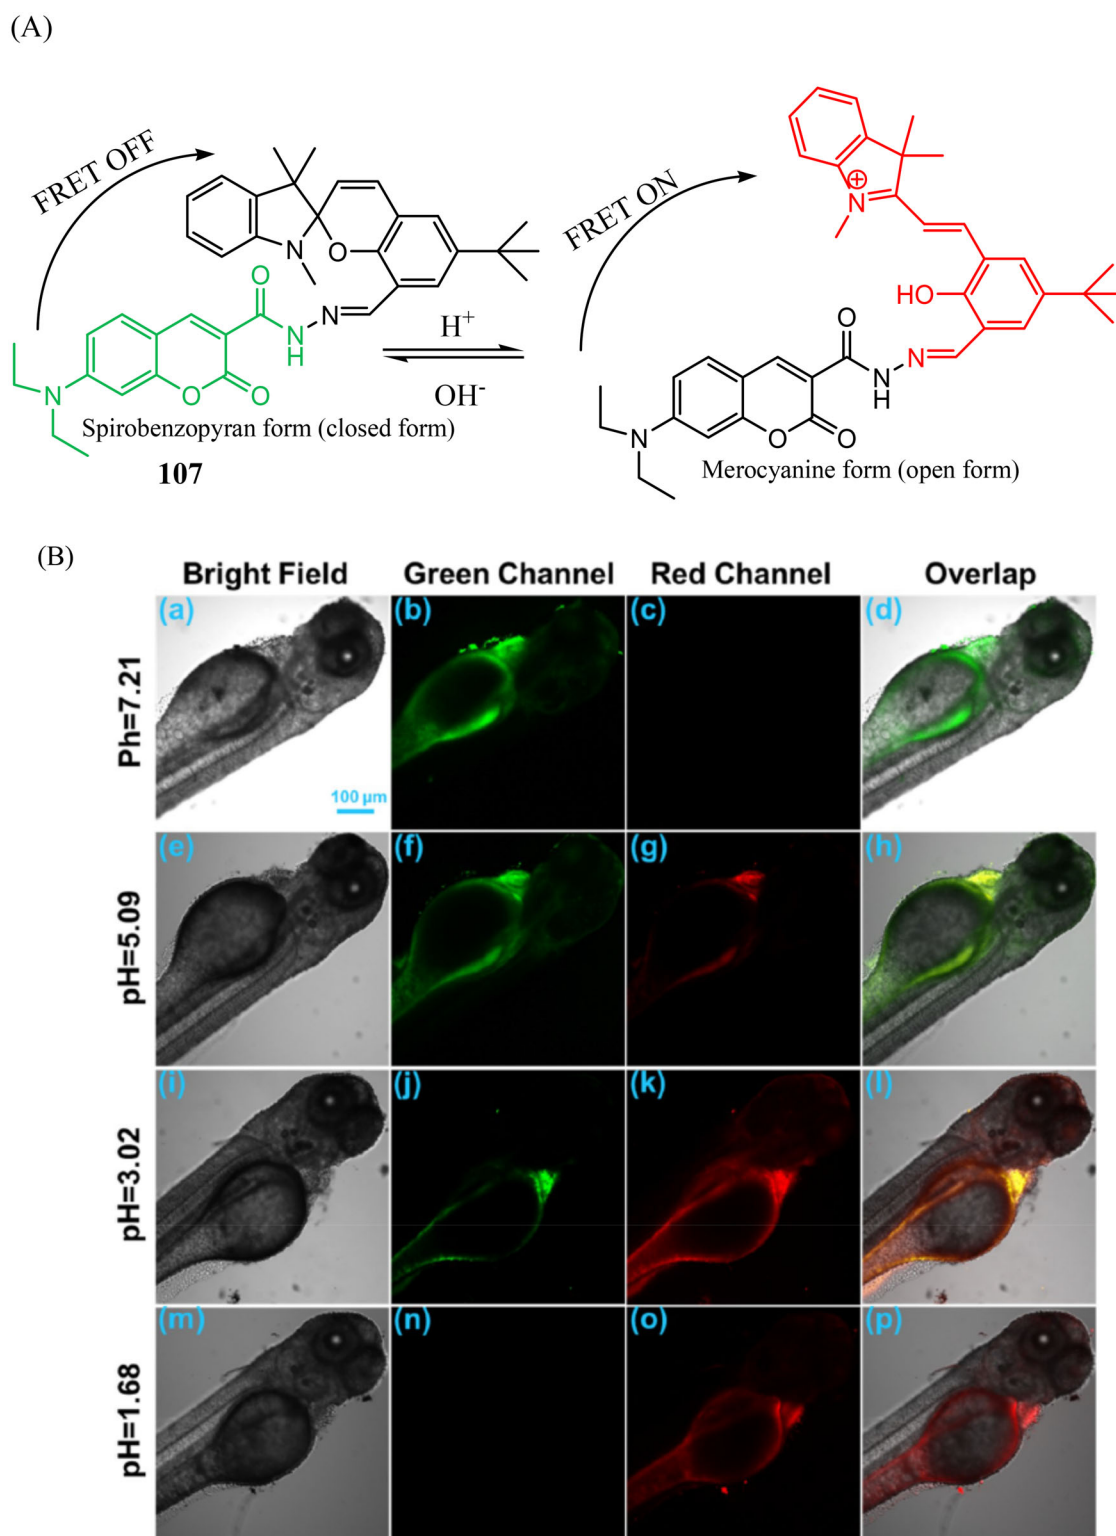 (A)
FRET OFF
FRET ON
N
O
O
N
N
H
O
O
N
H+
OH-
Spirobenzopyran form (closed form)
107
⊕
N
HO
O
N
N
H
O
O
N
Merocyanine form (open form)
(B)
Bright Field Green Channel Red Channel Overlap
Ph=7.21
(a) (b) (c) (d)
100 µm
pH=5.09
(e) (f) (g) (h)
pH=3.02
(i) (j) (k) (l)
pH=1.68
(m) (n) (o) (p)